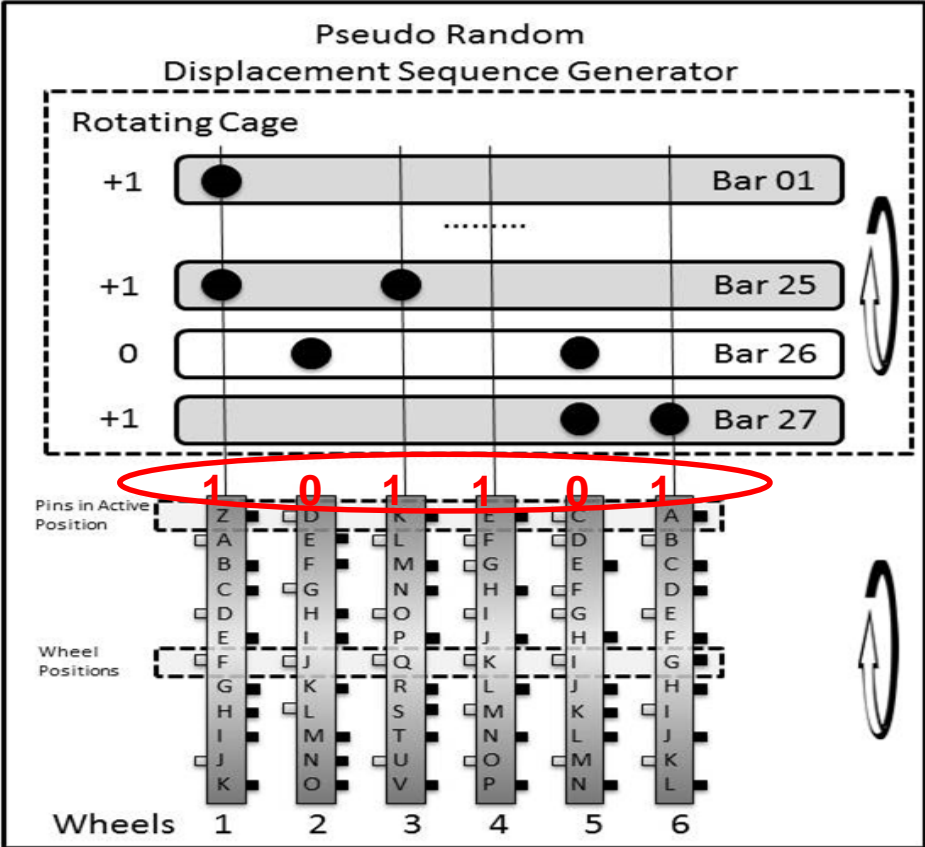 Pseudo Random
Displacement Sequence Generator
Rotating Cage
+1 Bar 01
.........
+1 Bar 25
0 Bar 26
+1 Bar 27
1 0 1 1 0 1
Pins in Active
Position
Z D K E C A
A E L F D B
B F M G E C
C G N H F D
D H O I G E
E I P J H F
Wheel
Positions
F J Q K I G
G K R L J H
H L S M K I
I M T N L J
J N U O M K
K O V P N L
Wheels 1 2 3 4 5 6